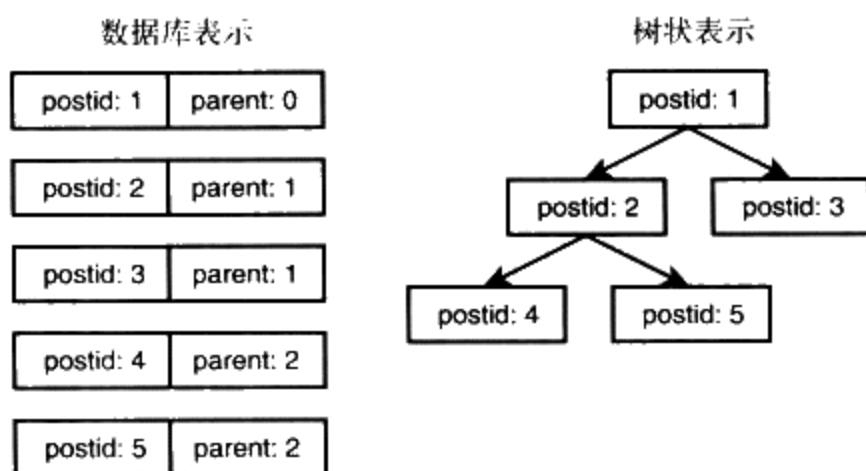 数据库表示
postid: 1 parent: 0
postid: 2 parent: 1
postid: 3 parent: 1
postid: 4 parent: 2
postid: 5 parent: 2
树状表示
postid: 1
postid: 2 postid: 3
postid: 4 postid: 5